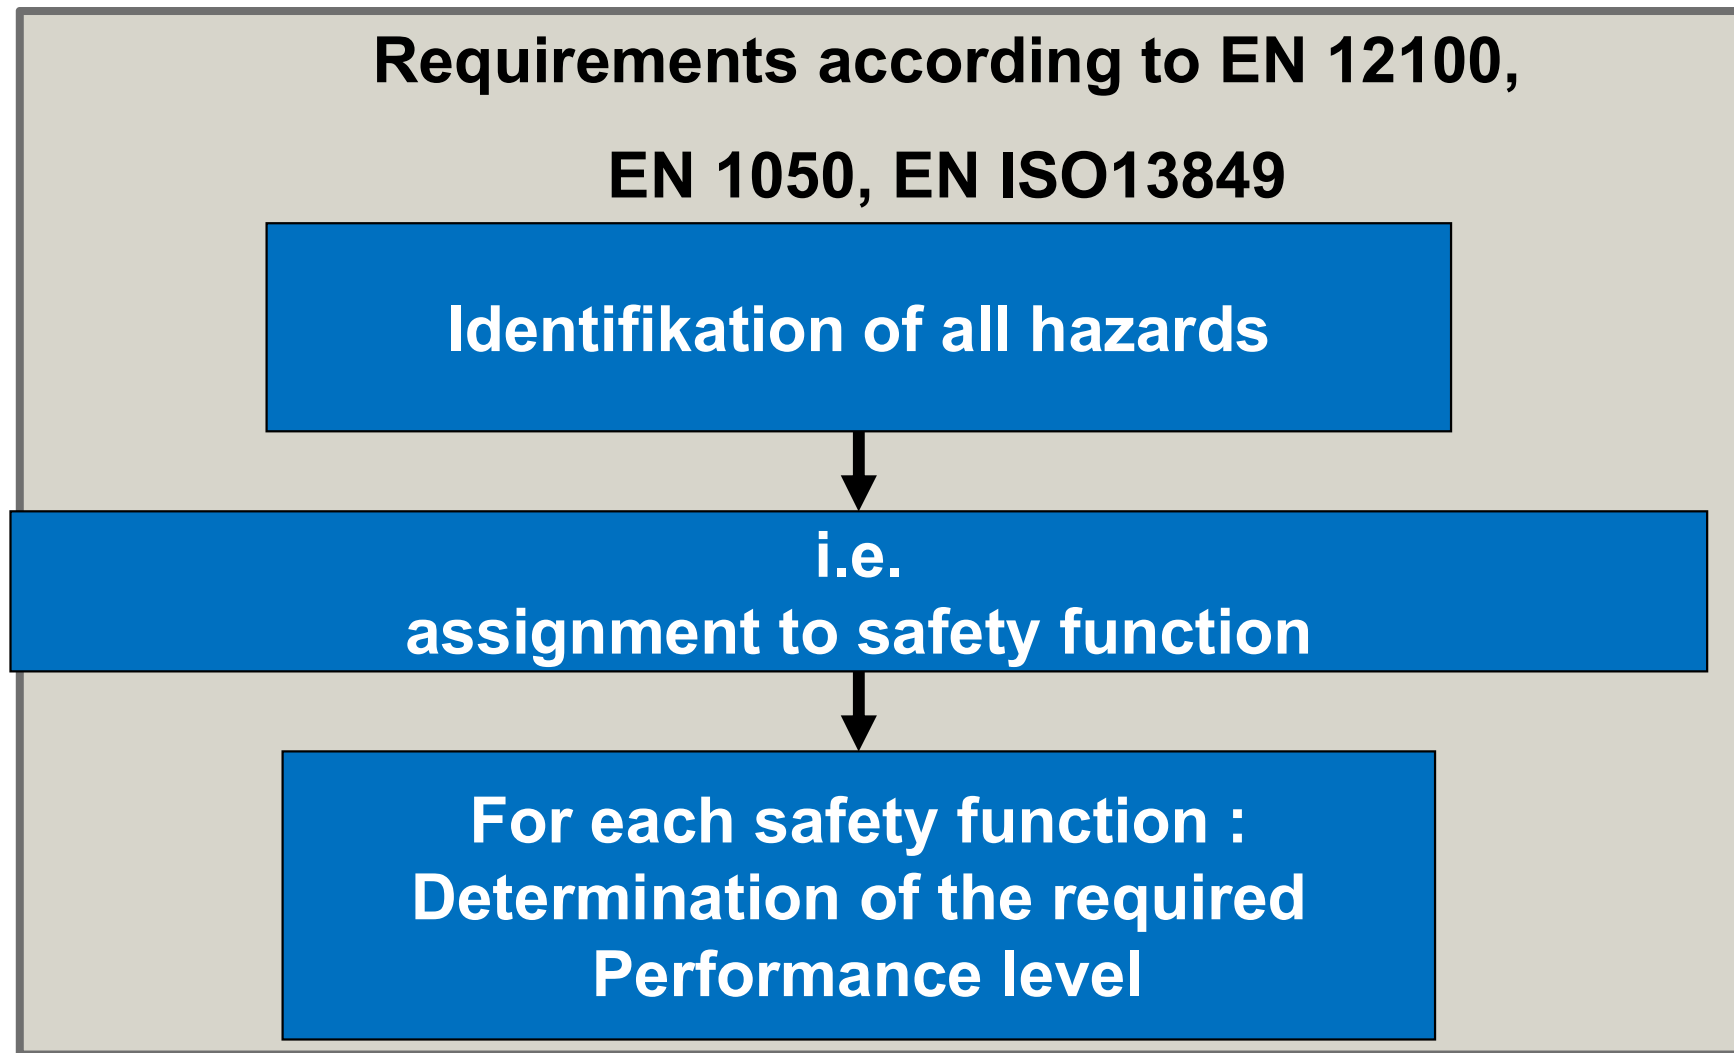 Requirements according to EN 12100,
EN 1050, EN ISO13849
Identifikation of all hazards
i.e.
assignment to safety function
For each safety function :
Determination of the required
Performance level